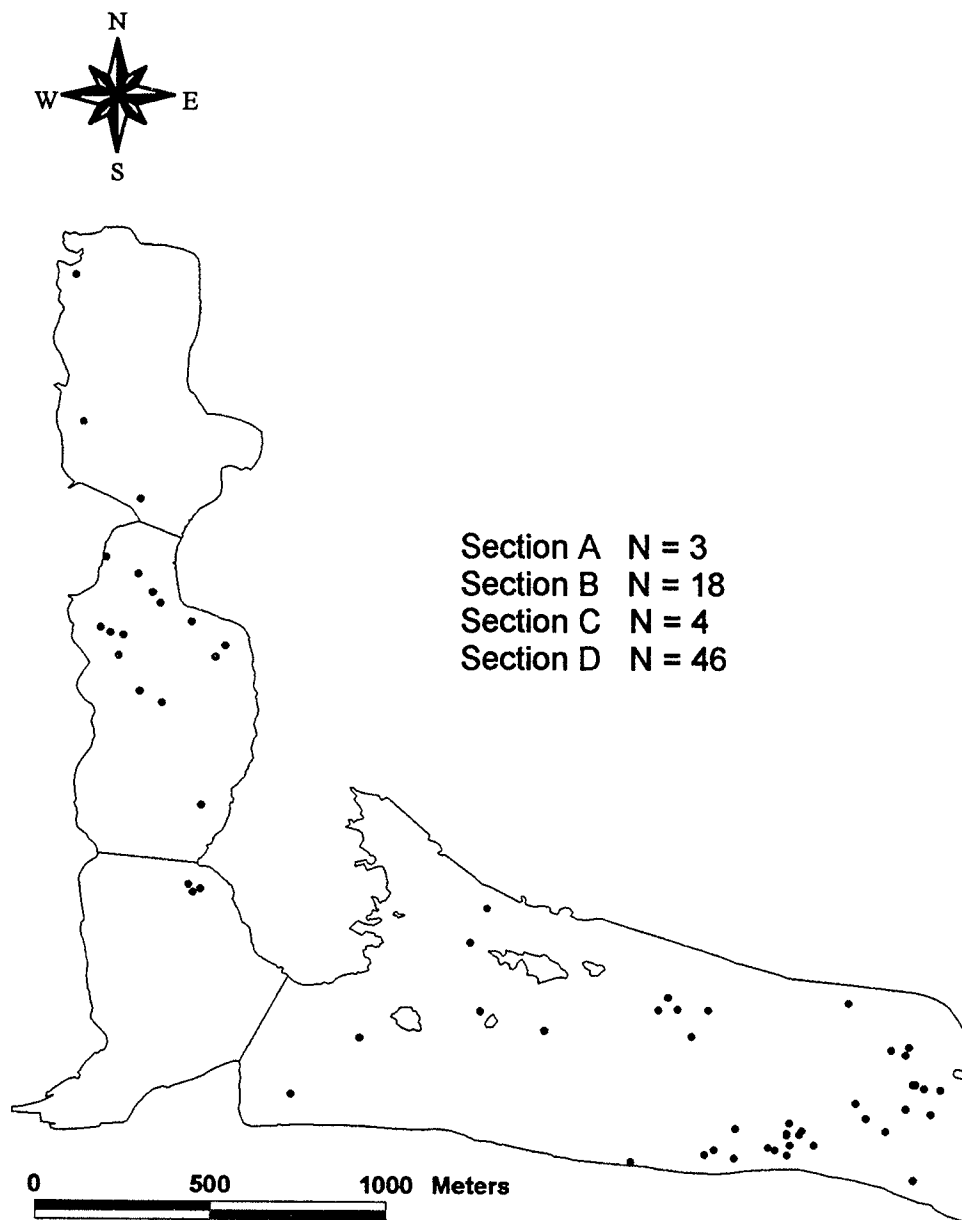 N
W E
S
Section A N = 3
Section B N = 18
Section C N = 4
Section D N = 46
0 500 1000 Meters